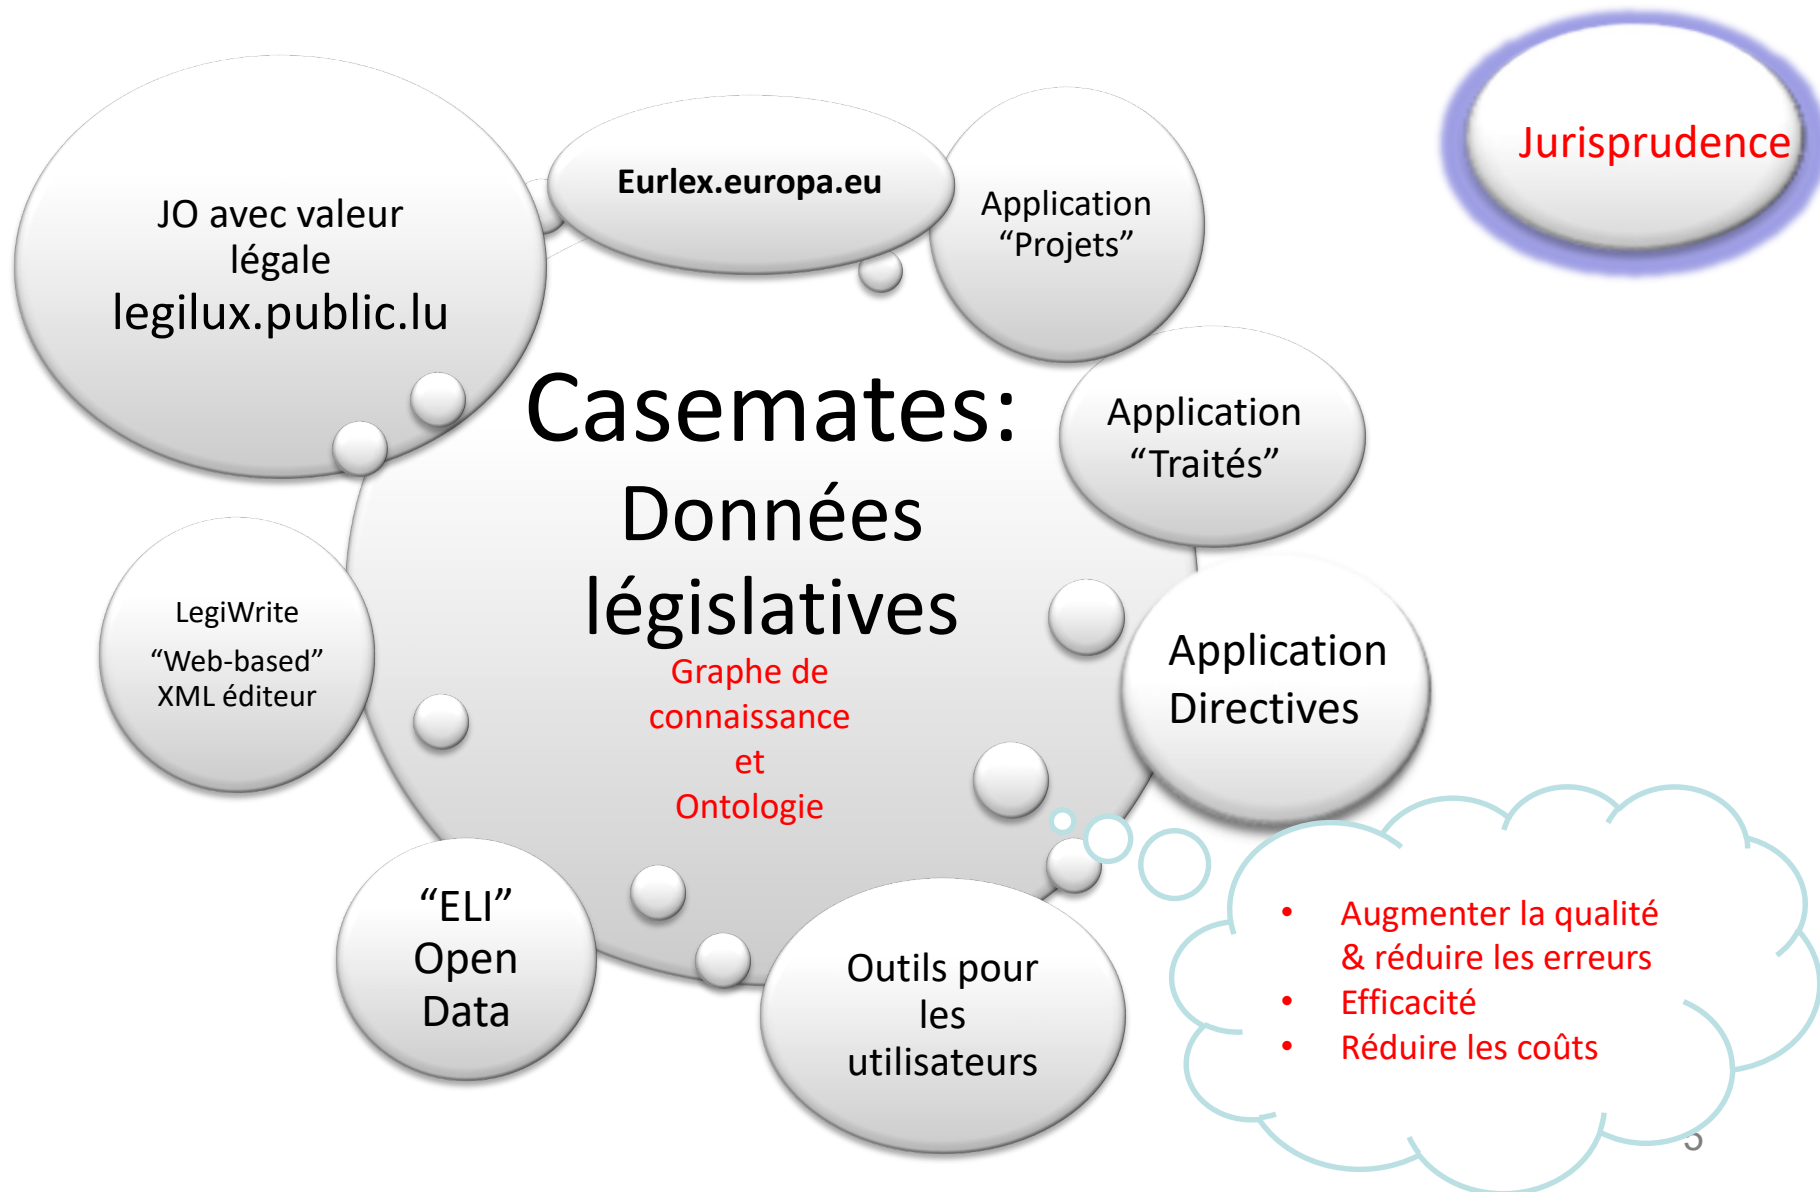 Jurisprudence
JO avec valeur
légale
legilux.public.lu
Eurlex.europa.eu
Application
“Projets”
Application
“Traités”
Casemates:
Données
législatives
Graphe de
connaissance
et
Ontologie
LegiWrite
“Web-based”
XML éditeur
Application
Directives
“ELI”
Open
Data
Outils pour
les
utilisateurs
• Augmenter la qualité
& réduire les erreurs
• Efficacité
• Réduire les coûts
5